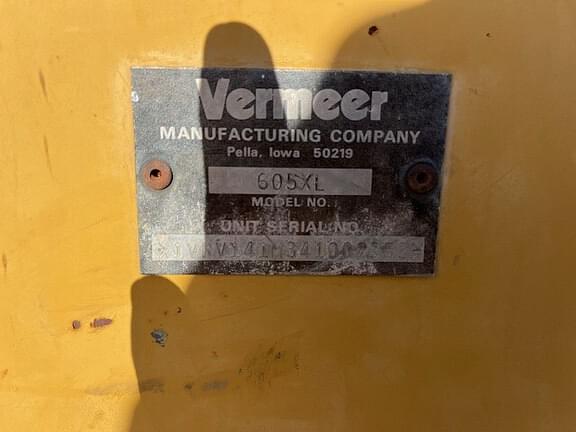 Vermeer
MANUFACTURING COMPANY
Pella, Iowa 50219
605XL
MODEL NO.
UNIT SERIAL NO.